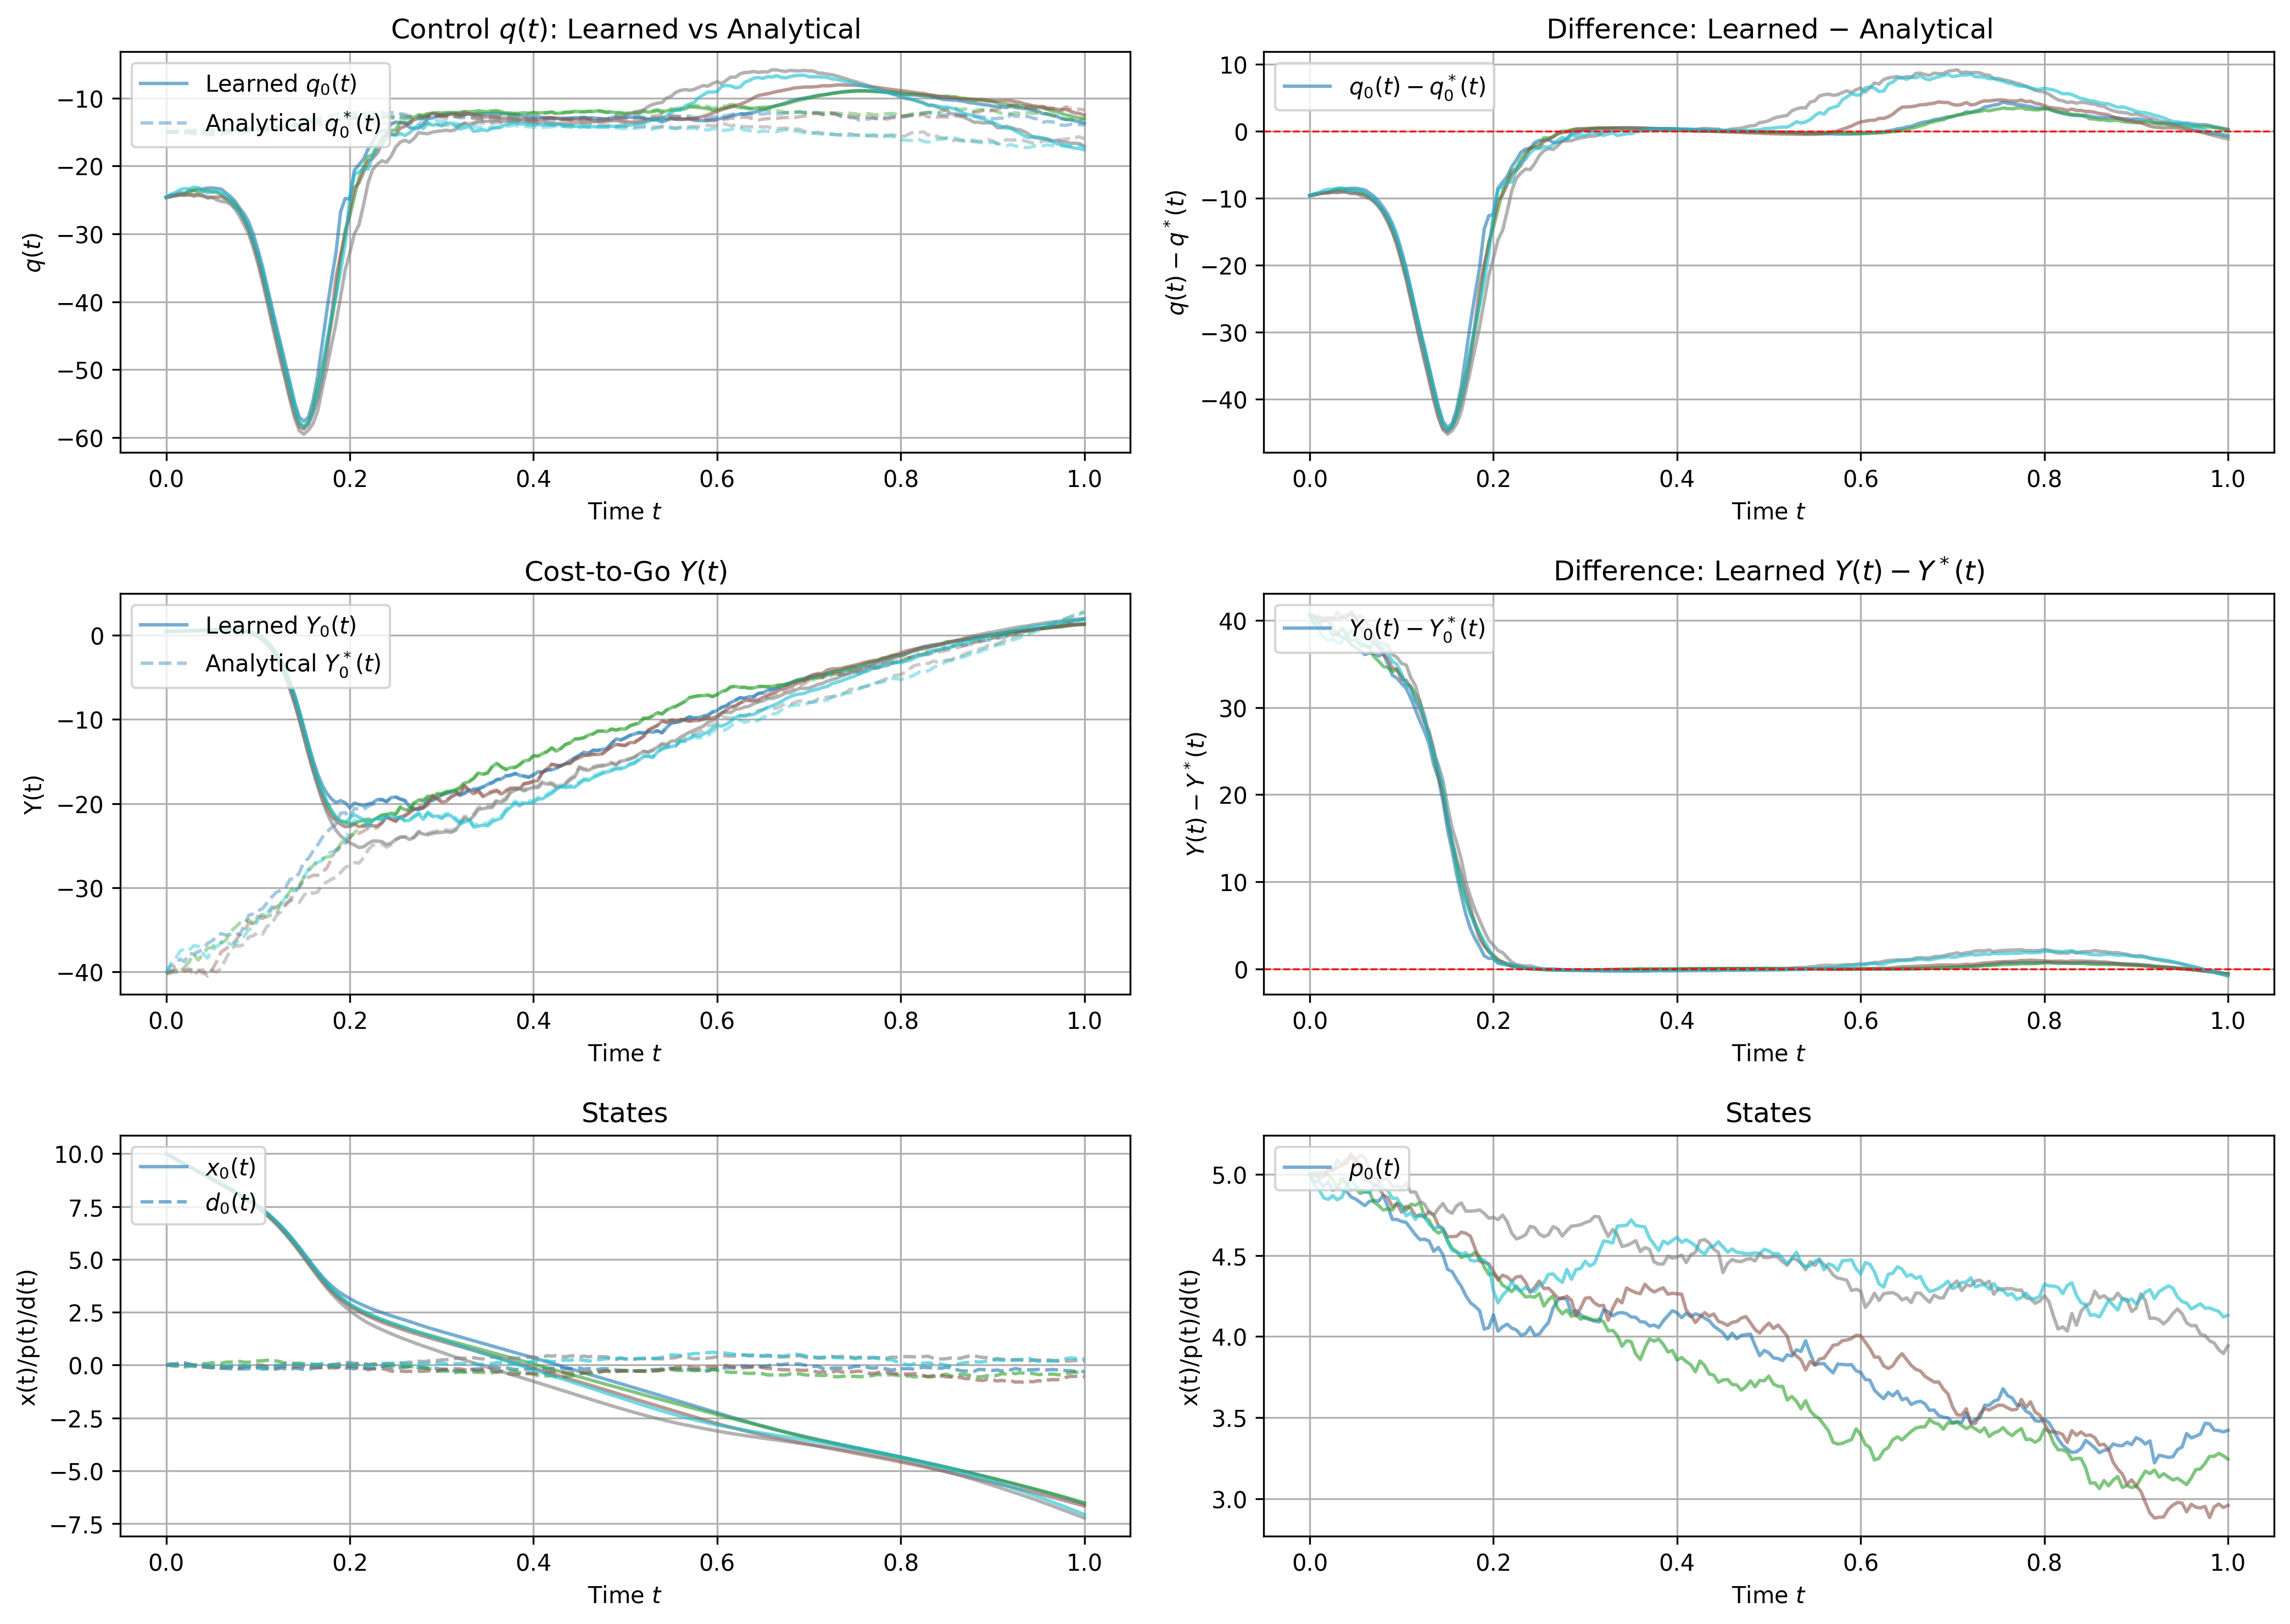 Control q(t): Learned vs Analytical
Learned q₀(t)
Analytical q₀*(t)
q(t)
−10
−20
−30
−40
−50
−60
0.0 0.2 0.4 0.6 0.8 1.0
Time t
Difference: Learned − Analytical
q₀(t) − q₀*(t)
q(t) − q*(t)
10
0
−10
−20
−30
−40
0.0 0.2 0.4 0.6 0.8 1.0
Time t
Cost-to-Go Y(t)
Learned Y₀(t)
Analytical Y₀*(t)
Y(t)
0
−10
−20
−30
−40
0.0 0.2 0.4 0.6 0.8 1.0
Time t
Difference: Learned Y(t) − Y*(t)
Y₀(t) − Y₀*(t)
Y(t) − Y*(t)
40
30
20
10
0
0.0 0.2 0.4 0.6 0.8 1.0
Time t
States
x₀(t)
d₀(t)
x(t)/p(t)/d(t)
10.0
7.5
5.0
2.5
0.0
−2.5
−5.0
−7.5
0.0 0.2 0.4 0.6 0.8 1.0
Time t
States
p₀(t)
x(t)/p(t)/d(t)
5.0
4.5
4.0
3.5
3.0
0.0 0.2 0.4 0.6 0.8 1.0
Time t